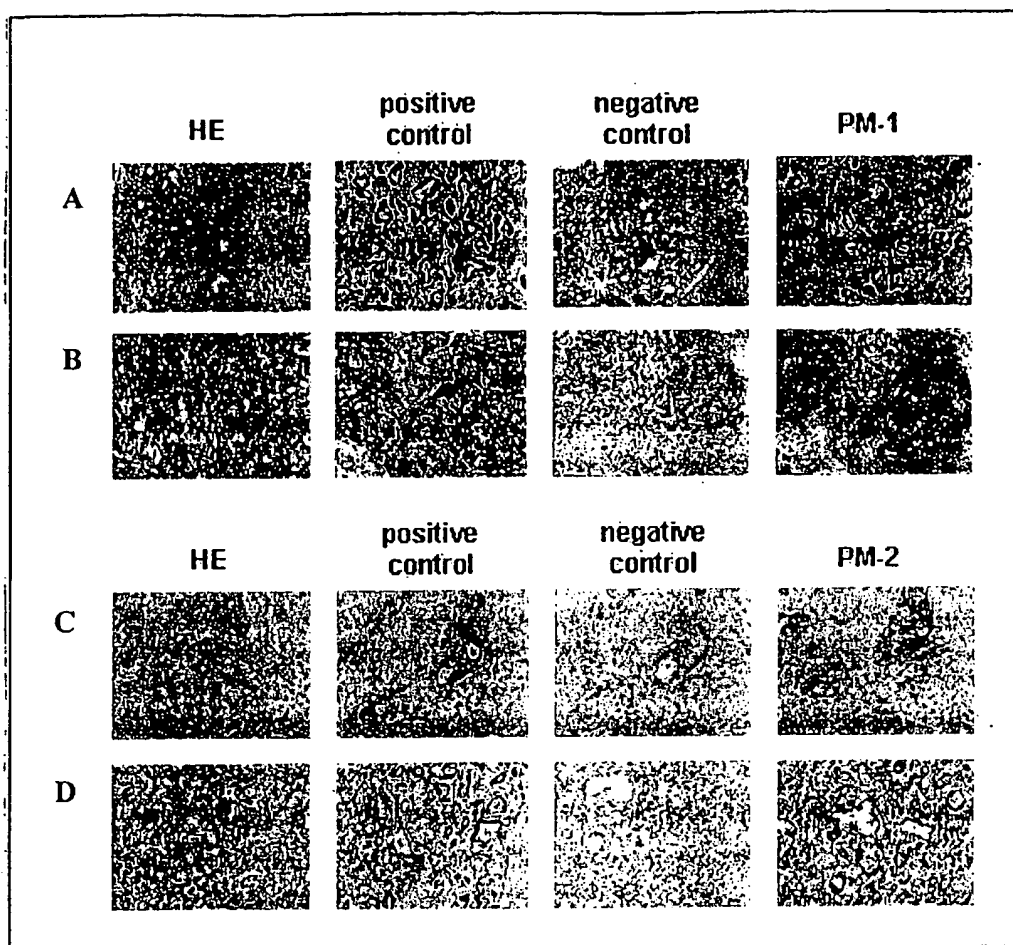 HE
positive control
negative control
PM-1
A
B
HE
positive control
negative control
PM-2
C
D